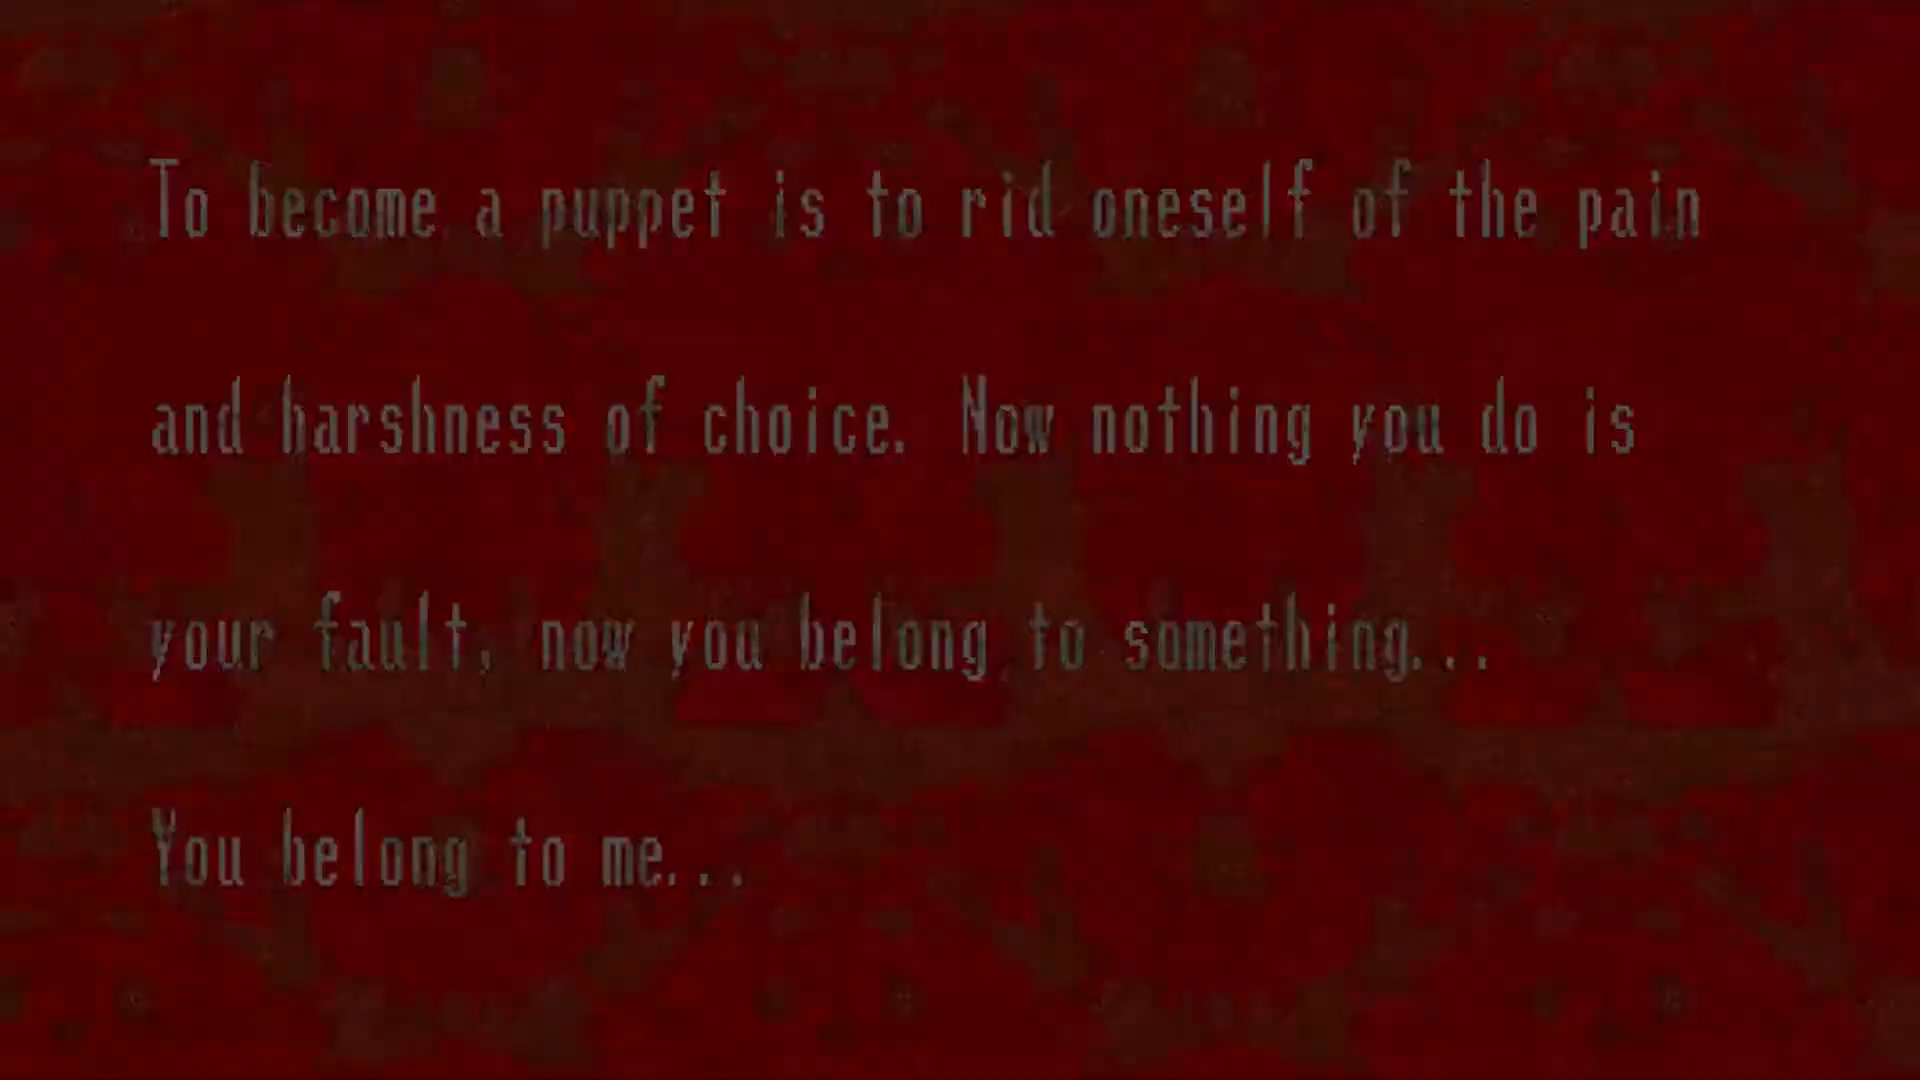 To become a puppet is to rid oneself of the pain
and harshness of choice. Now nothing you do is
your fault, now you belong to something...
You belong to me...